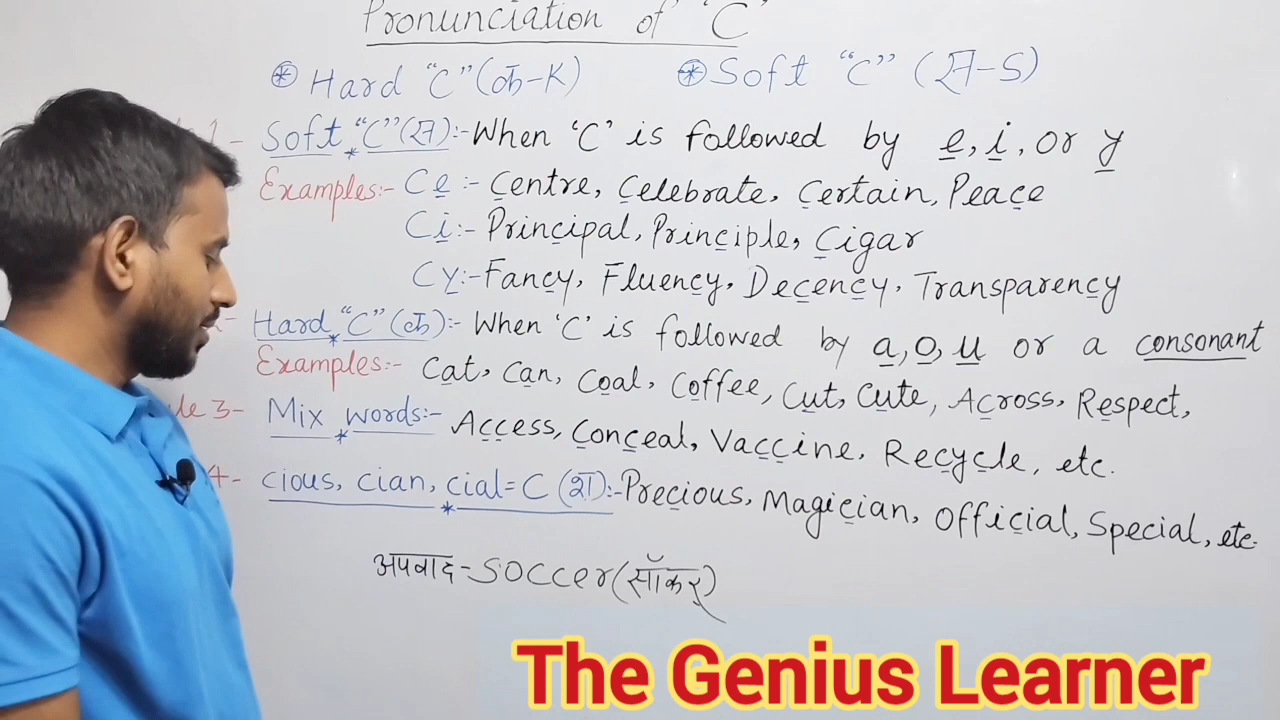 Pronunciation of "C"
* Hard "C" (क-K) * Soft "C" (स-S)
1- Soft "C" (स):- When 'C' is followed by e, i, or y
Examples:- Ce:- Centre, Celebrate, Certain, Peace
Ci:- Principal, Principle, Cigar
Cy:- Fancy, Fluency, Decency, Transparency
- Hard "C" (क):- When 'C' is followed by a, o, u or a consonant
Examples:- Cat, Can, Coal, Coffee, Cut, Cute, Across, Respect,
le 3- Mix words:- Access, Conceal, Vaccine, Recycle, etc.
4- cious, cian, cial = C (श):- Precious, Magician, Official, Special, etc.
अपवाद - Soccer (सॉकर)
The Genius Learner